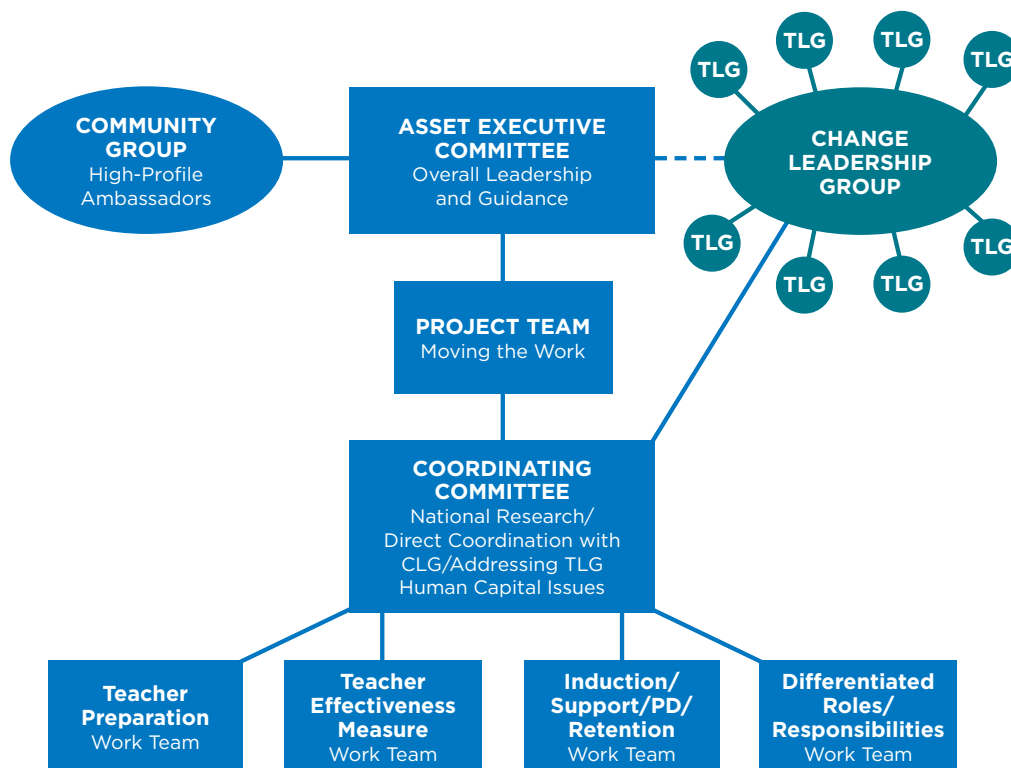 TLG
TLG
TLG
TLG
COMMUNITY
GROUP
High-Profile
Ambassadors
ASSET EXECUTIVE
COMMITTEE
Overall Leadership
and Guidance
CHANGE
LEADERSHIP
GROUP
TLG
TLG
TLG
TLG
PROJECT TEAM
Moving the Work
COORDINATING
COMMITTEE
National Research/
Direct Coordination with
CLG/Addressing TLG
Human Capital Issues
Teacher
Preparation
Work Team
Teacher
Effectiveness
Measure
Work Team
Induction/
Support/PD/
Retention
Work Team
Differentiated
Roles/
Responsibilities
Work Team